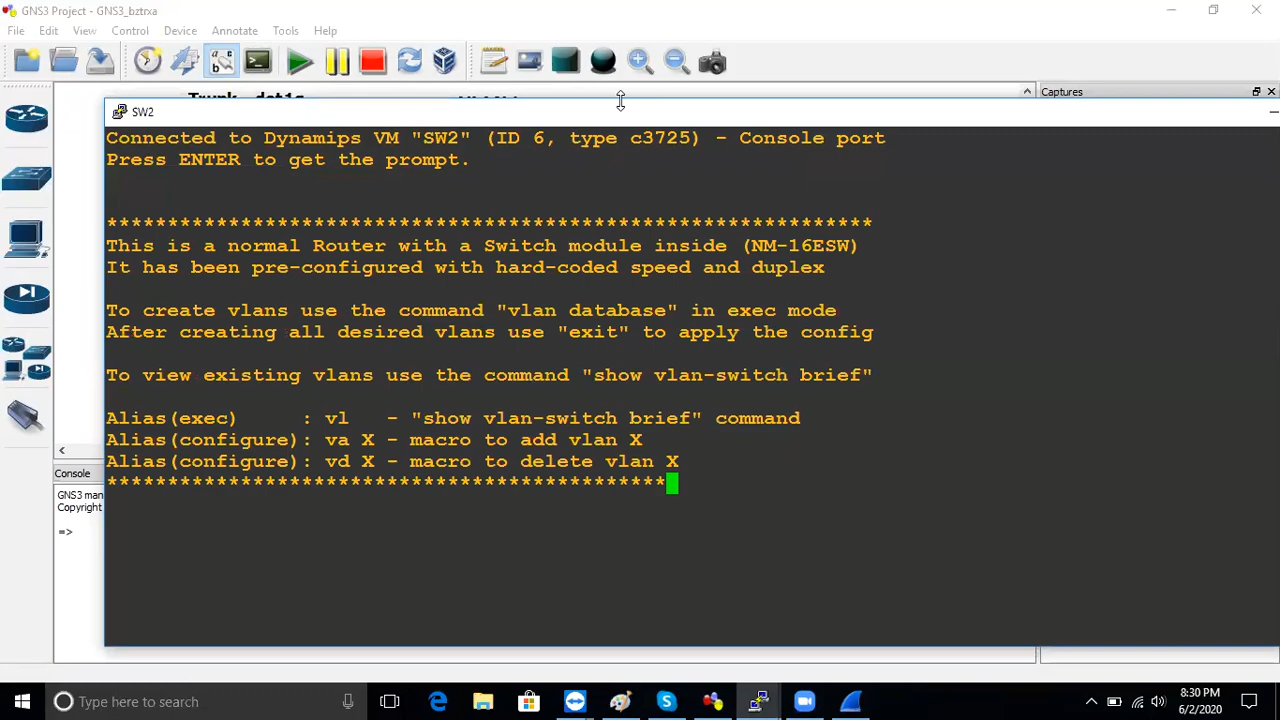 GNS3 Project - GNS3_bztrxa
File Edit View Control Device Annotate Tools Help
Captures
SW2
Connected to Dynamips VM "SW2" (ID 6, type c3725) - Console port
Press ENTER to get the prompt.
***************************************************************
This is a normal Router with a Switch module inside (NM-16ESW)
It has been pre-configured with hard-coded speed and duplex
To create vlans use the command "vlan database" in exec mode
After creating all desired vlans use "exit" to apply the config
To view existing vlans use the command "show vlan-switch brief"
Alias(exec)     : vl   - "show vlan-switch brief" command
Alias(configure): va X - macro to add vlan X
Alias(configure): vd X - macro to delete vlan X
**********************************************
Console
GNS3 man
Copyright
=>
Type here to search
8:30 PM
6/2/2020